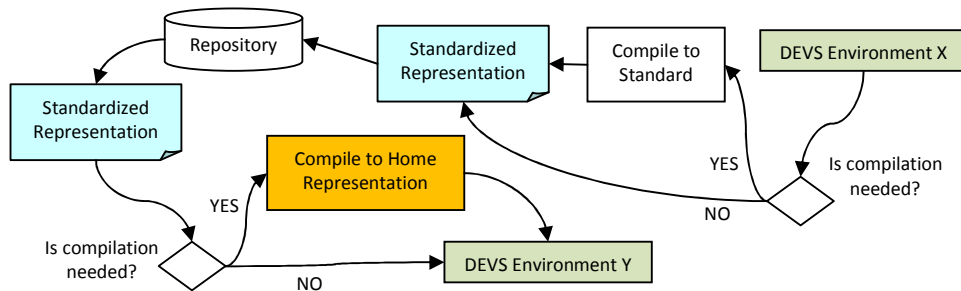 Repository
Standardized
Representation
Compile to
Standard
DEVS Environment X
Standardized
Representation
Compile to Home
Representation
YES
Is compilation
needed?
NO
YES
Is compilation
needed?
NO
DEVS Environment Y